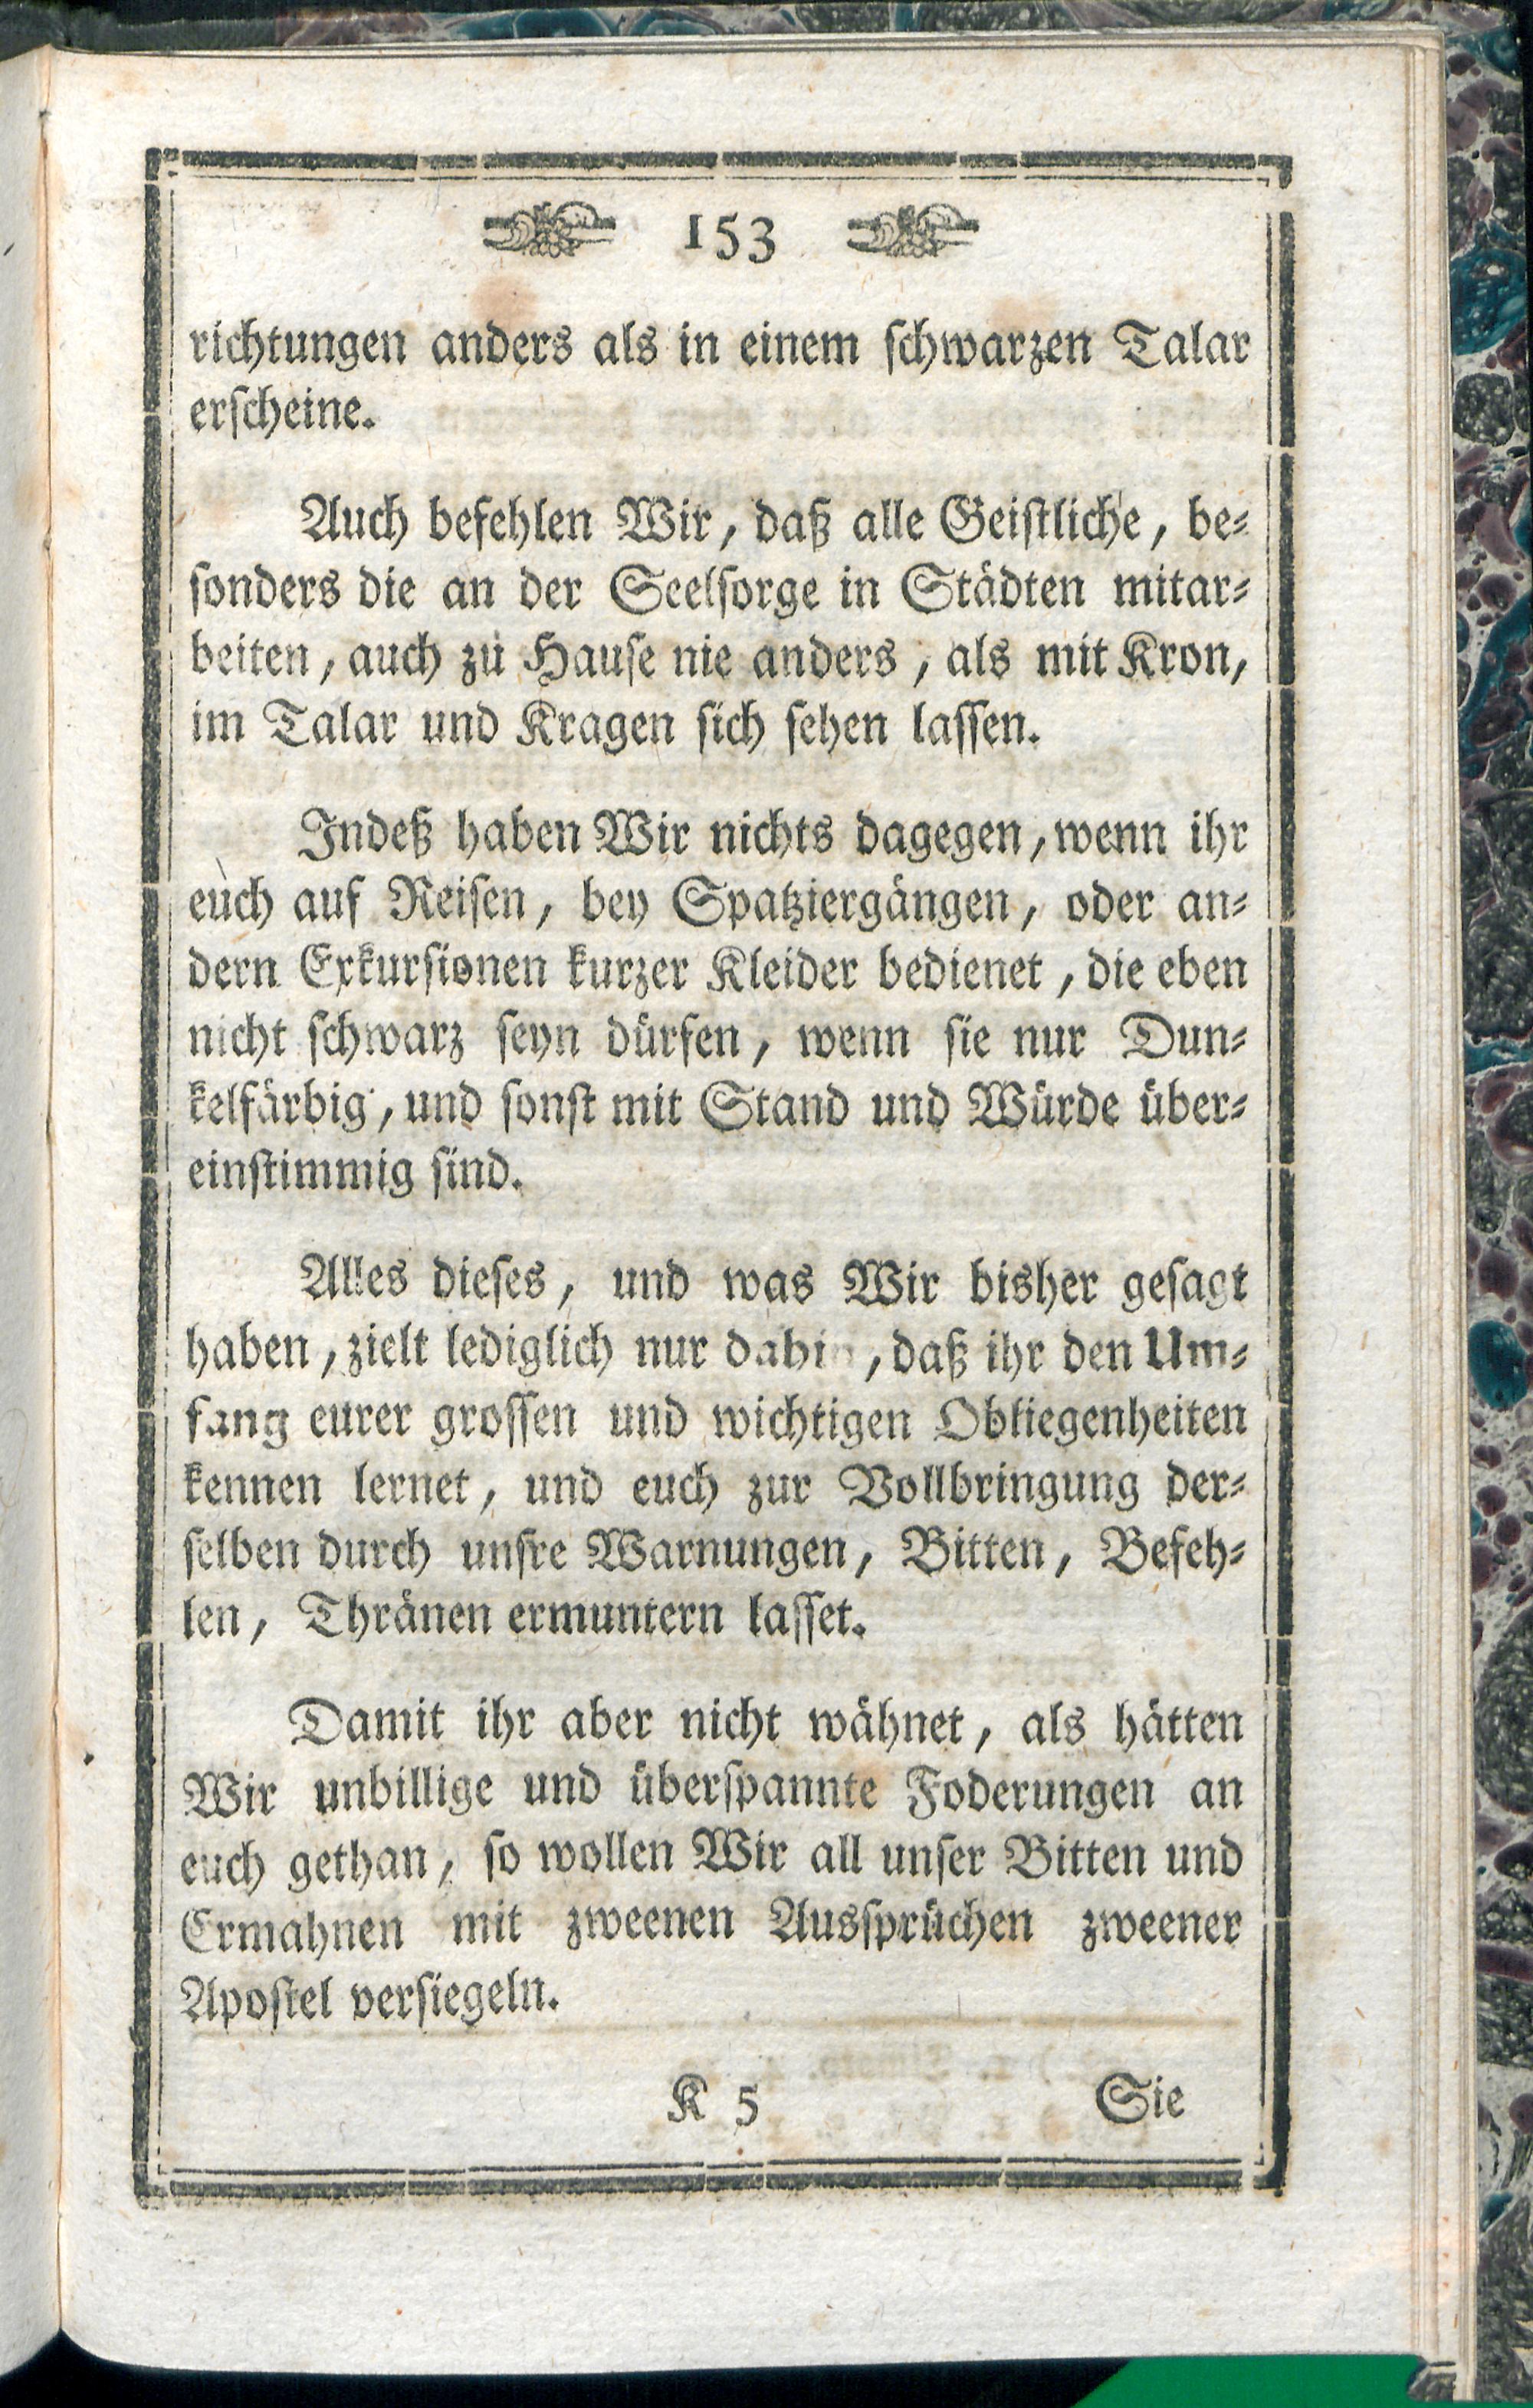 153
richtungen anders als in einem schwarzen Talar
erscheine.
Auch befehlen Wir, daß alle Geistliche, be-
sonders die an der Seelsorge in Städten mitar-
beiten, auch zu Hause nie anders, als mit Kron,
im Talar und Kragen sich sehen lassen.
Indeß haben Wir nichts dagegen, wenn ihr
euch auf Reisen, bey Spatziergängen, oder an-
dern Exkursionen kurzer Kleider bedienet, die eben
nicht schwarz seyn dürfen, wenn sie nur Dun-
kelfärbig, und sonst mit Stand und Würde über-
einstimmig sind.
Alles dieses, und was Wir bisher gesagt
haben, zielt lediglich nur dahin, daß ihr den Um-
fang eurer grossen und wichtigen Obliegenheiten
kennen lernet, und euch zur Vollbringung der-
selben durch unsre Warnungen, Bitten, Befeh-
len, Thränen ermuntern lasset.
Damit ihr aber nicht wähnet, als hätten
Wir unbillige und überspannte Foderungen an
euch gethan, so wollen Wir all unser Bitten und
Ermahnen mit zweenen Aussprüchen zweener
Apostel versiegeln.
K 5 Sie